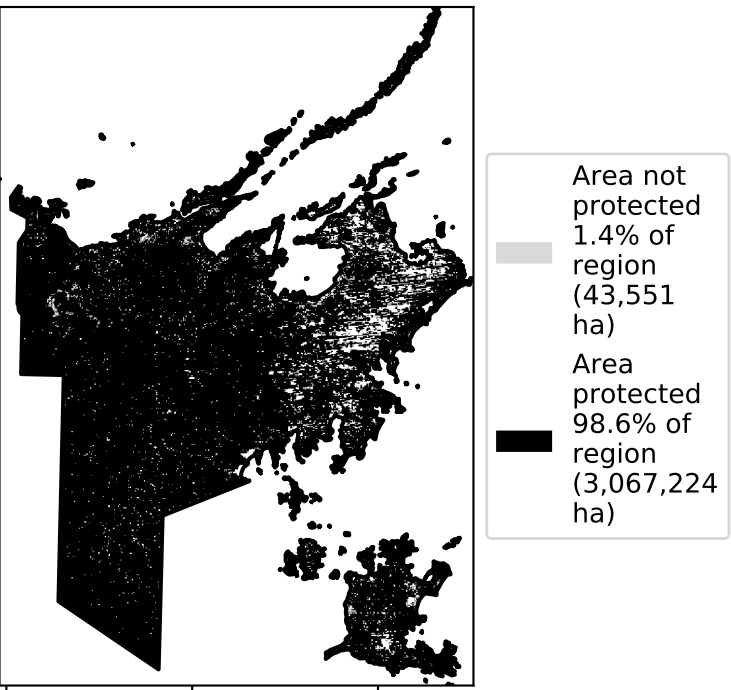 Area not
protected
1.4% of
region
(43,551
ha)
Area
protected
98.6% of
region
(3,067,224
ha)